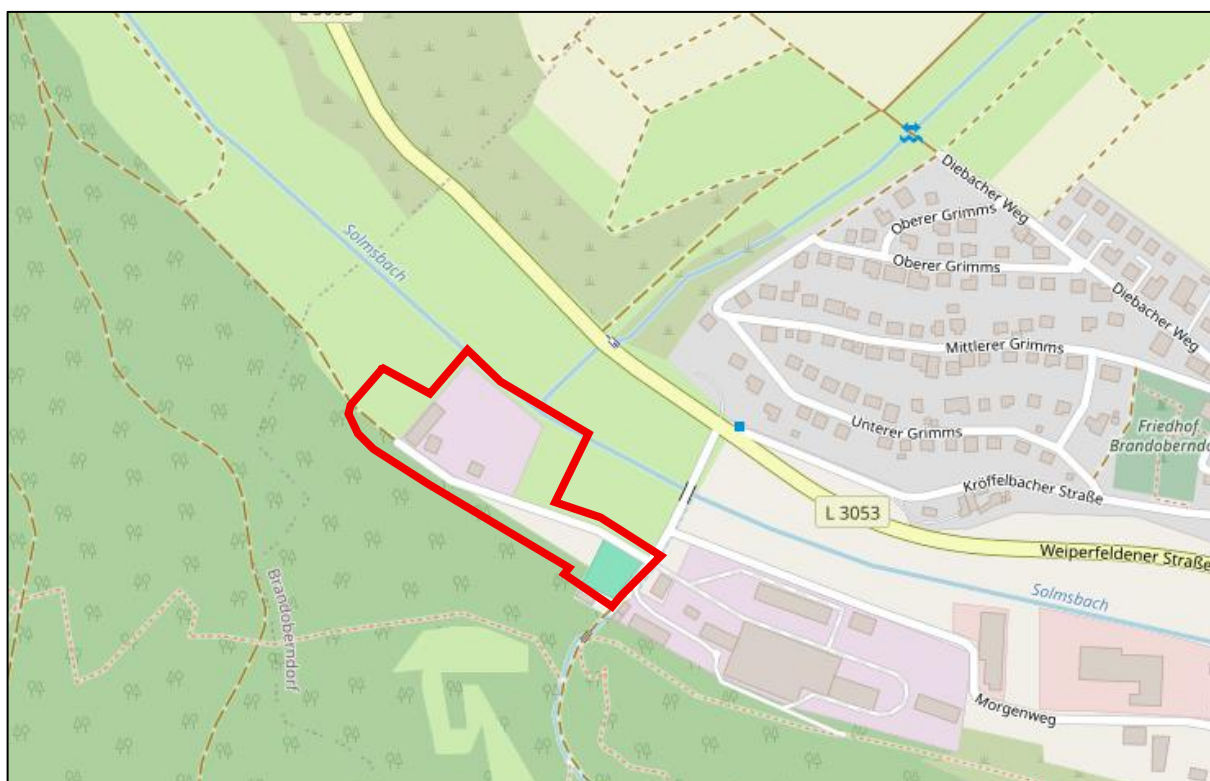 L 3053
Diebacher Weg
Oberer Grimms
Solmsbach
Oberer Grimms
Diebacher Weg
Mittlerer Grimms
Unterer Grimms
Friedhof
Brandoberndo
Kröffelbacher Straße
L 3053
Weiperfeldener Straße
Solmsbach
Brandoberndorf
Morgenweg